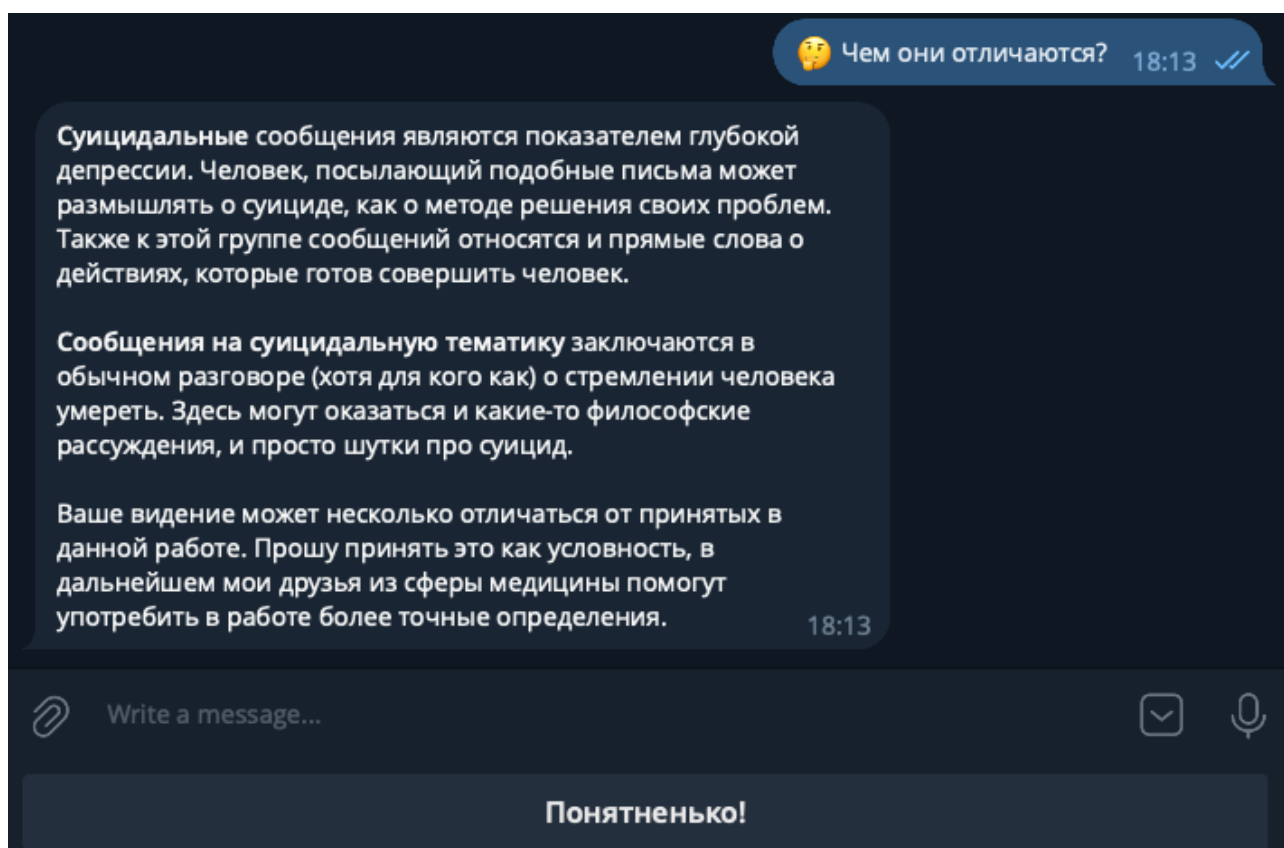 🤔 Чем они отличаются? 18:13
Суицидальные сообщения являются показателем глубокой
депрессии. Человек, посылающий подобные письма может
размышлять о суициде, как о методе решения своих проблем.
Также к этой группе сообщений относятся и прямые слова о
действиях, которые готов совершить человек.
Сообщения на суицидальную тематику заключаются в
обычном разговоре (хотя для кого как) о стремлении человека
умереть. Здесь могут оказаться и какие-то философские
рассуждения, и просто шутки про суицид.
Ваше видение может несколько отличаться от принятых в
данной работе. Прошу принять это как условность, в
дальнейшем мои друзья из сферы медицины помогут
употребить в работе более точные определения. 18:13
Write a message...
Понятненько!